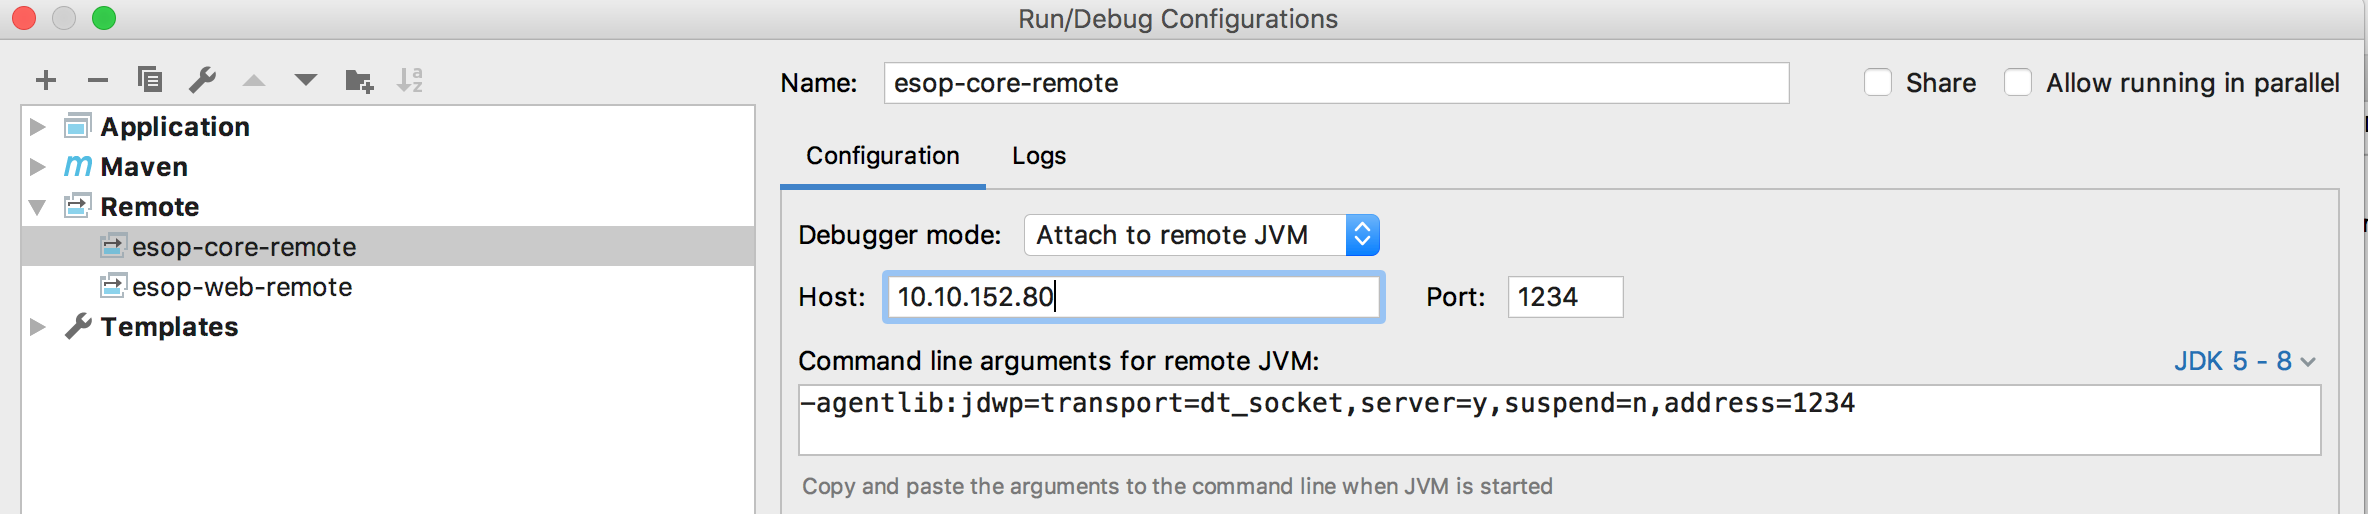 Run/Debug Configurations
Name: esop-core-remote Share Allow running in parallel
Application
Maven
Remote
esop-core-remote
esop-web-remote
Templates
Configuration Logs
Debugger mode: Attach to remote JVM
Host: 10.10.152.80 Port: 1234
Command line arguments for remote JVM: JDK 5 - 8
-agentlib:jdwp=transport=dt_socket,server=y,suspend=n,address=1234
Copy and paste the arguments to the command line when JVM is started